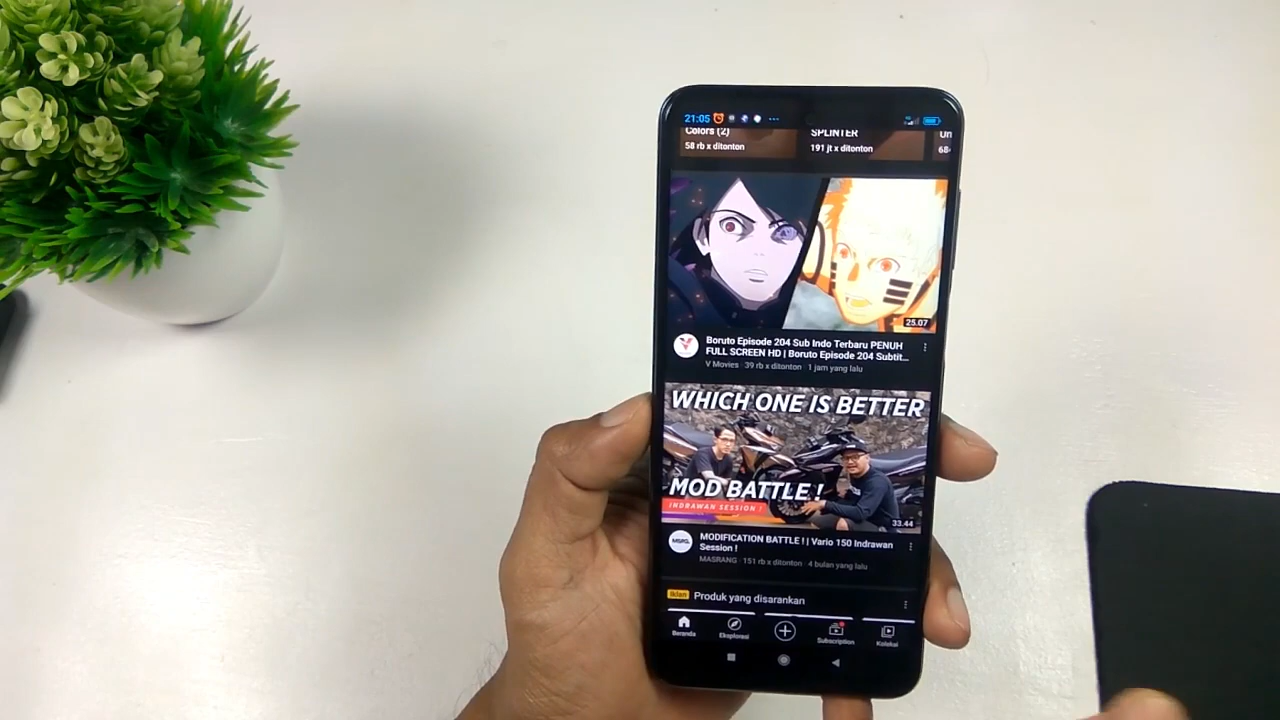 21:05
Colors (2)
SPLINTER
58 rb x ditonton
191 jt x ditonton
25.07
Boruto Episode 204 Sub Indo Terbaru PENUH
FULL SCREEN HD | Boruto Episode 204 Subtit...
V Movies · 39 rb x ditonton · 1 jam yang lalu
WHICH ONE IS BETTER
MOD BATTLE !
INDRAWAN SESSION !
33.44
MSRG.
MODIFICATION BATTLE ! | Vario 150 Indrawan
Session !
MASRANG · 151 rb x ditonton · 4 bulan yang lalu
Iklan Produk yang disarankan
Beranda
Eksplorasi
Subscription
Koleksi